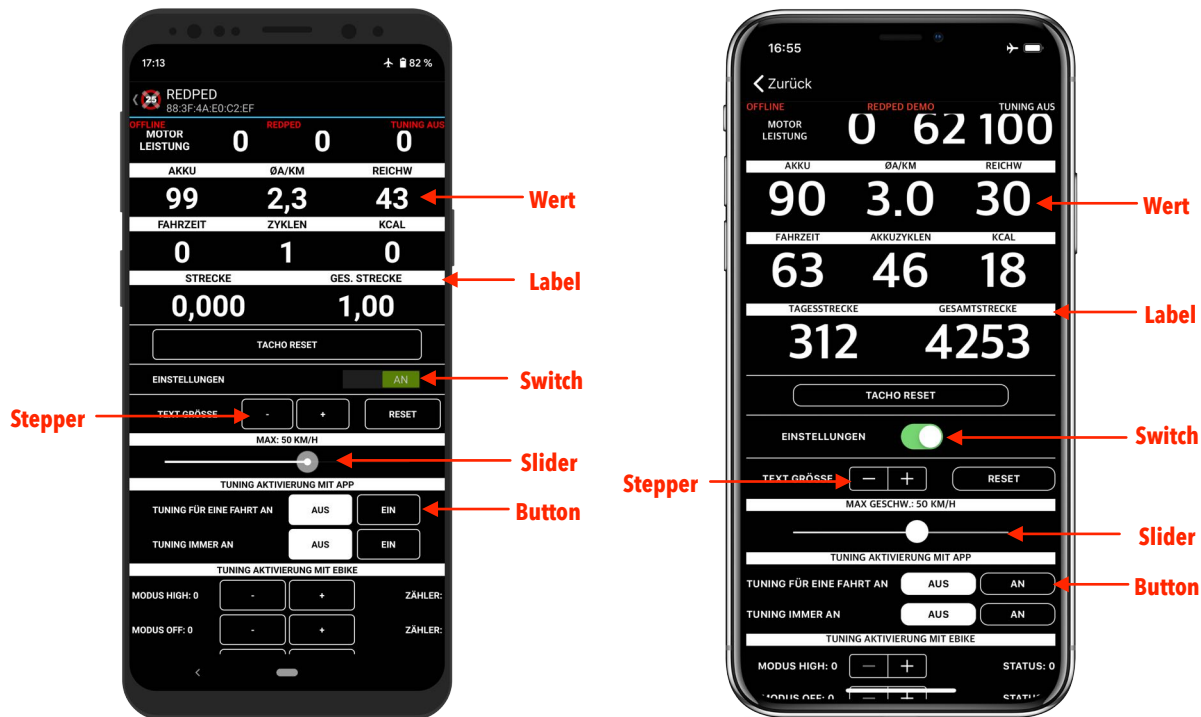 17:13
82 %
25
REDPED
88:3F:4A:E0:C2:EF
OFFLINE REDPED TUNING AUS
MOTOR
LEISTUNG
0 0 0
AKKU ØA/KM REICHW
99 2,3 43
Wert
FAHRZEIT ZYKLEN KCAL
0 1 0
STRECKE GES. STRECKE
Label
0,000 1,00
TACHO RESET
EINSTELLUNGEN AN
Switch
Stepper
TEXT GRÖSSE - + RESET
MAX: 50 KM/H
Slider
TUNING AKTIVIERUNG MIT APP
TUNING FÜR EINE FAHRT AN AUS EIN
Button
TUNING IMMER AN AUS EIN
TUNING AKTIVIERUNG MIT EBIKE
MODUS HIGH: 0 - + ZÄHLER:
MODUS OFF: 0 - + ZÄHLER:
16:55
Zurück
OFFLINE REDPED DEMO TUNING AUS
MOTOR
LEISTUNG
0 62 100
AKKU ØA/KM REICHW
90 3.0 30
Wert
FAHRZEIT AKKUZYKLEN KCAL
63 46 18
TAGESSTRECKE GESAMTSTRECKE
Label
312 4253
TACHO RESET
EINSTELLUNGEN
Switch
Stepper
TEXT GRÖSSE — + RESET
MAX GESCHW.: 50 KM/H
Slider
TUNING AKTIVIERUNG MIT APP
TUNING FÜR EINE FAHRT AN AUS AN
Button
TUNING IMMER AN AUS AN
TUNING AKTIVIERUNG MIT EBIKE
MODUS HIGH: 0 — + STATUS: 0
MODUS OFF: 0 — +